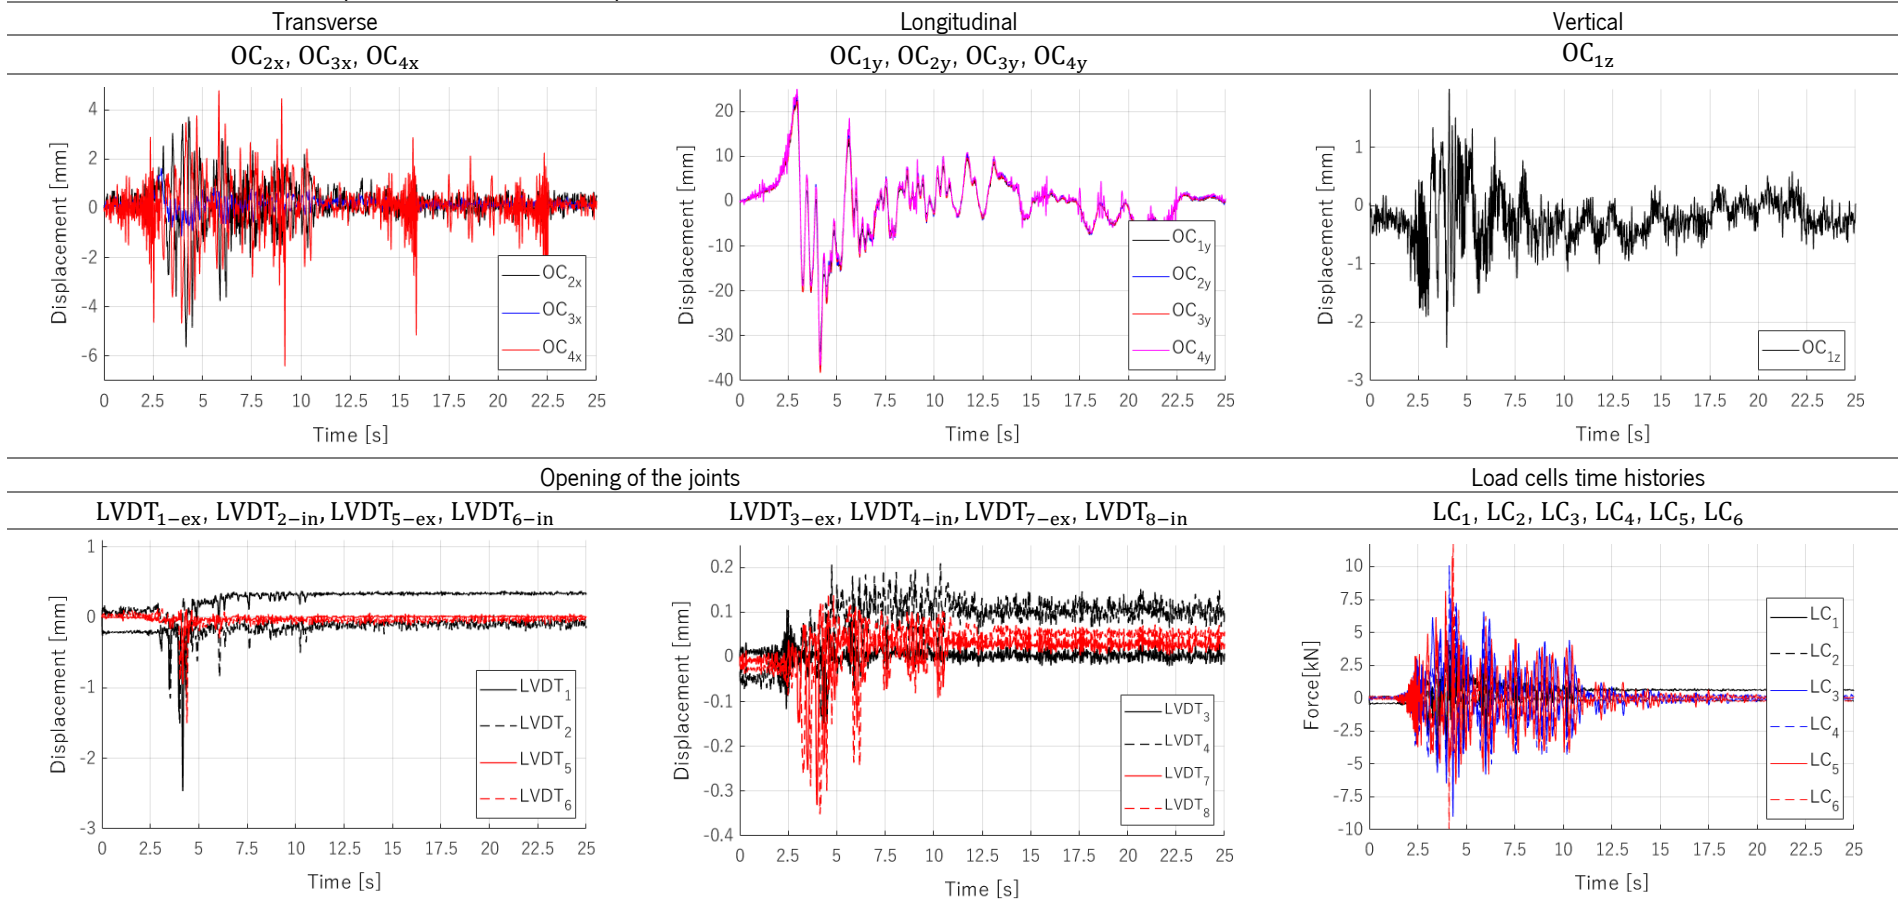 Transverse Longitudinal Vertical
OC2x, OC3x, OC4x OC1y, OC2y, OC3y, OC4y OC1z
Displacement [mm]
4
2
0
-2
-4
-6
OC2x
OC3x
OC4x
0 2.5 5 7.5 10 12.5 15 17.5 20 22.5 25
Time [s]
Displacement [mm]
20
10
0
-10
-20
-30
-40
OC1y
OC2y
OC3y
OC4y
0 2.5 5 7.5 10 12.5 15 17.5 20 22.5 25
Time [s]
Displacement [mm]
1
0
-1
-2
-3
OC1z
0 2.5 5 7.5 10 12.5 15 17.5 20 22.5 25
Time [s]
Opening of the joints Load cells time histories
LVDT1−ex, LVDT2−in, LVDT5−ex, LVDT6−in LVDT3−ex, LVDT4−in, LVDT7−ex, LVDT8−in LC1, LC2, LC3, LC4, LC5, LC6
Displacement [mm]
1
0
-1
-2
-3
LVDT1
LVDT2
LVDT5
LVDT6
0 2.5 5 7.5 10 12.5 15 17.5 20 22.5 25
Time [s]
Displacement [mm]
0.2
0.1
0
-0.1
-0.2
-0.3
-0.4
LVDT3
LVDT4
LVDT7
LVDT8
0 2.5 5 7.5 10 12.5 15 17.5 20 22.5 25
Time [s]
Force[kN]
10
7.5
5
2.5
0
-2.5
-5
-7.5
-10
LC1
LC2
LC3
LC4
LC5
LC6
0 2.5 5 7.5 10 12.5 15 17.5 20 22.5 25
Time [s]